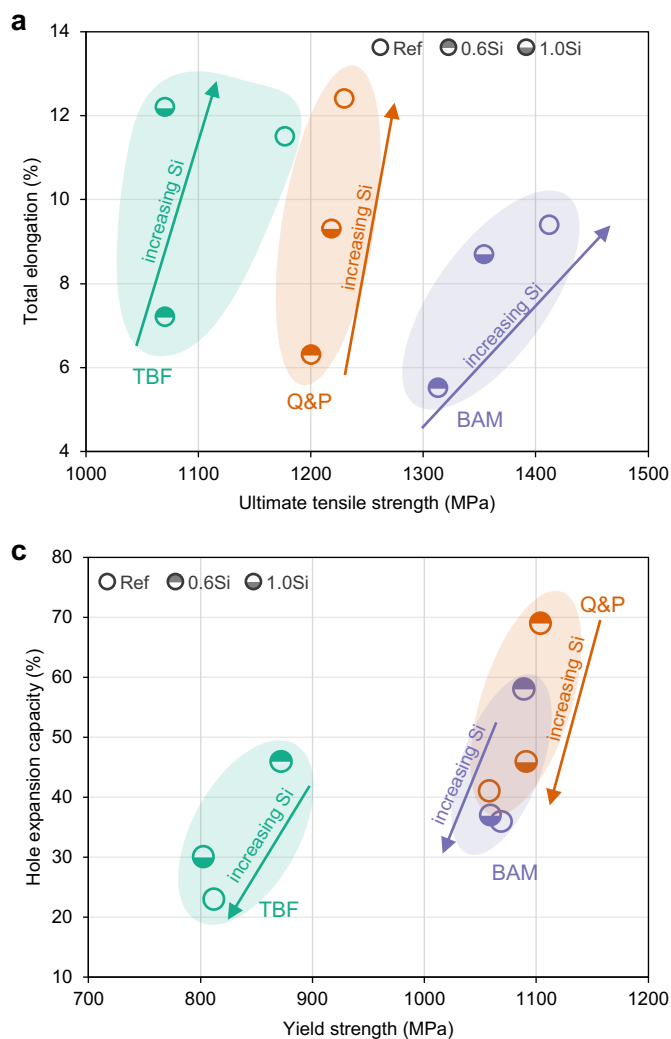 a
14
12
10
8
6
4
Total elongation (%)
Ref 0.6Si 1.0Si
increasing Si
increasing Si
increasing Si
TBF
Q&P
BAM
1000 1100 1200 1300 1400 1500
Ultimate tensile strength (MPa)
c
80
70
60
50
40
30
20
10
Hole expansion capacity (%)
Ref 0.6Si 1.0Si
Q&P
increasing Si
increasing Si
increasing Si
BAM
TBF
700 800 900 1000 1100 1200
Yield strength (MPa)